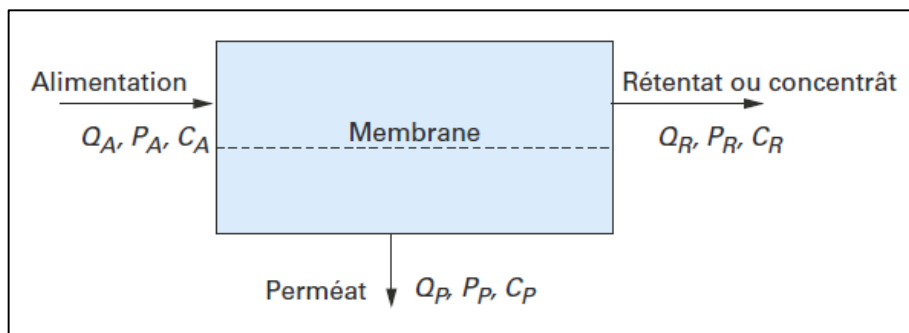 Alimentation
Q_A, P_A, C_A
Membrane
Rétentat ou concentrât
Q_R, P_R, C_R
Perméat
Q_P, P_P, C_P